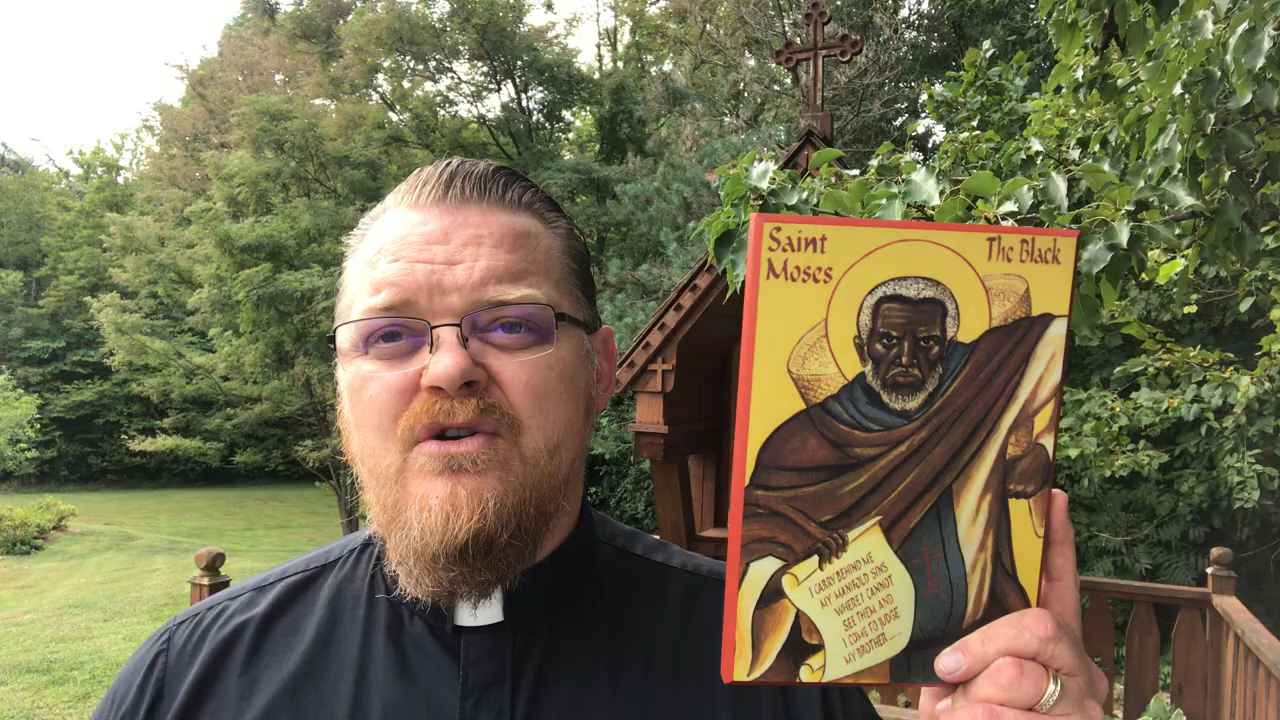 Saint
Moses
The Black
I CARRY BEHIND ME
MY MANIFOLD SINS
WHERE I CANNOT
SEE THEM, AND
I COME TO JUDGE
MY BROTHER......